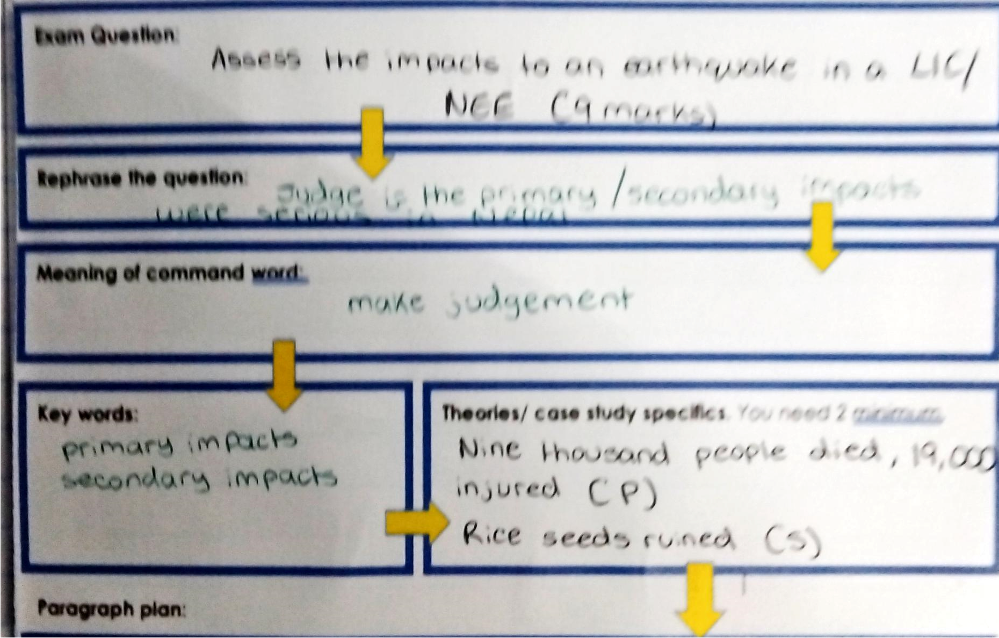 Exam Question:
Assess the impacts to an earthquake in a LIC/
NEE (9 marks)
Rephrase the question:
Judge is the primary /secondary impacts
were serious in Nepal
Meaning of command word:
make judgement
Key words:
primary impacts
secondary impacts
Theories/ case study specifics. You need 2 minimum.
Nine thousand people died, 19,000
injured (P)
Rice seeds ruined (S)
Paragraph plan: